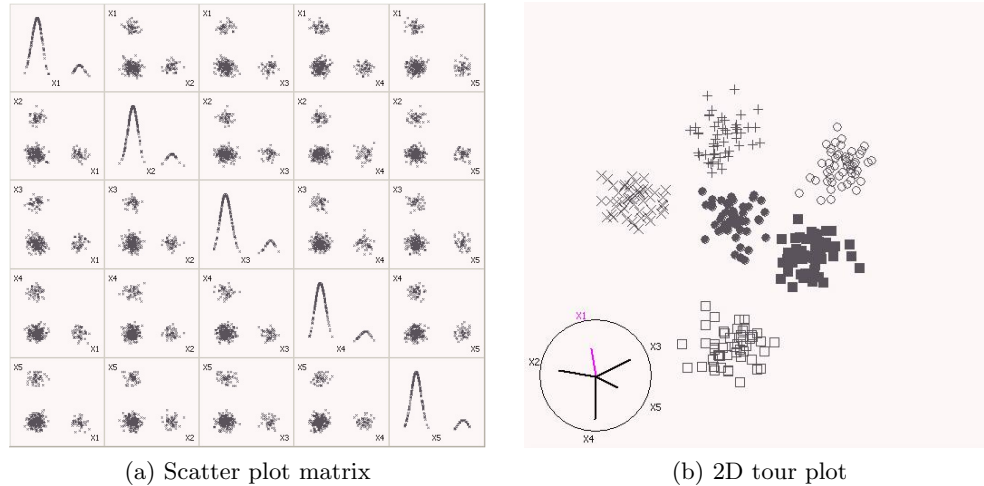 X1 X1 X1 X1
X1 X2 X3 X4 X5
X2 X2 X2 X2
X1 X2 X3 X4 X5
X3 X3 X3 X3
X1 X2 X3 X4 X5
X4 X4 X4 X4
X1 X2 X3 X4 X5
X5 X5 X5 X5
X1 X2 X3 X4 X5
X1
X2
X3
X5
X4
(a) Scatter plot matrix
(b) 2D tour plot